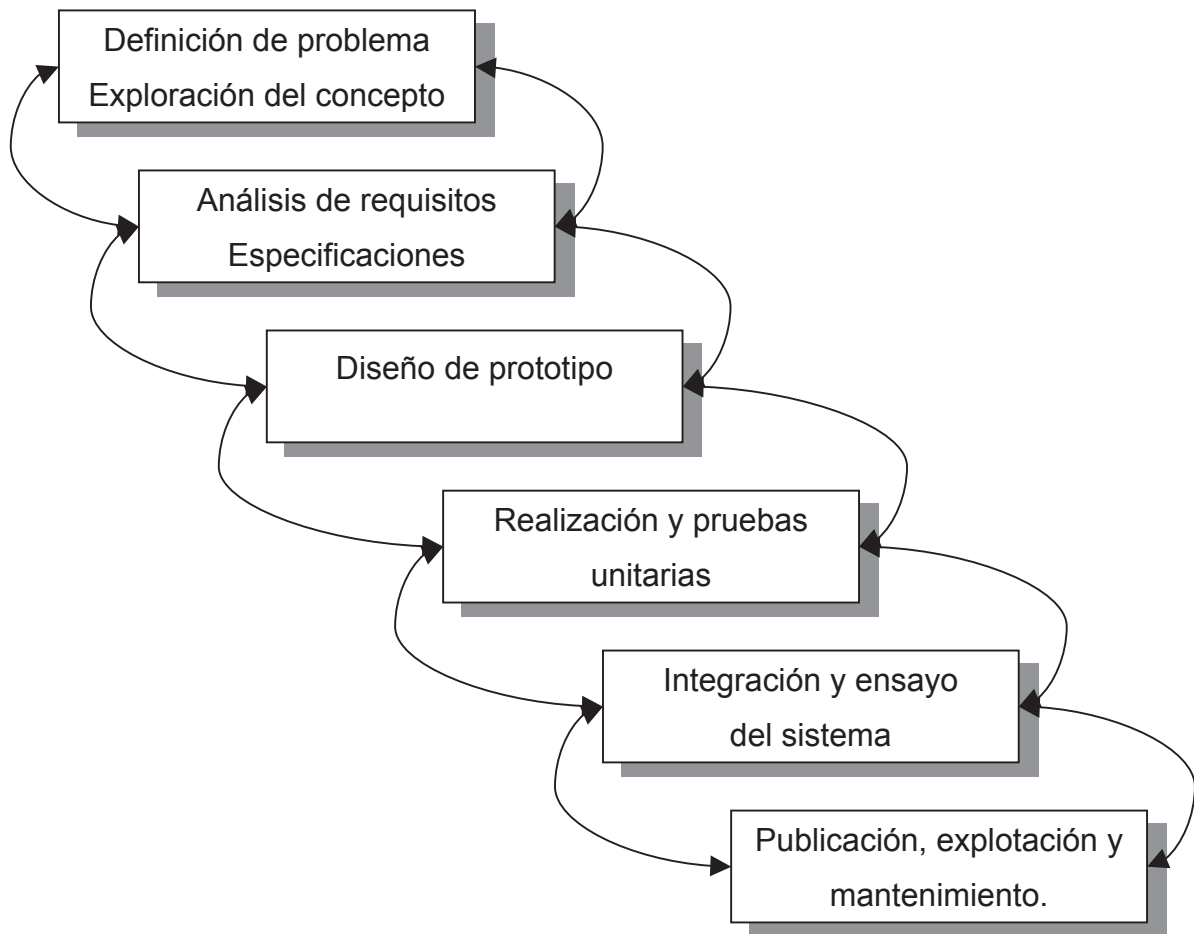 Definición de problema
Exploración del concepto
Análisis de requisitos
Especificaciones
Diseño de prototipo
Realización y pruebas
unitarias
Integración y ensayo
del sistema
Publicación, explotación y
mantenimiento.